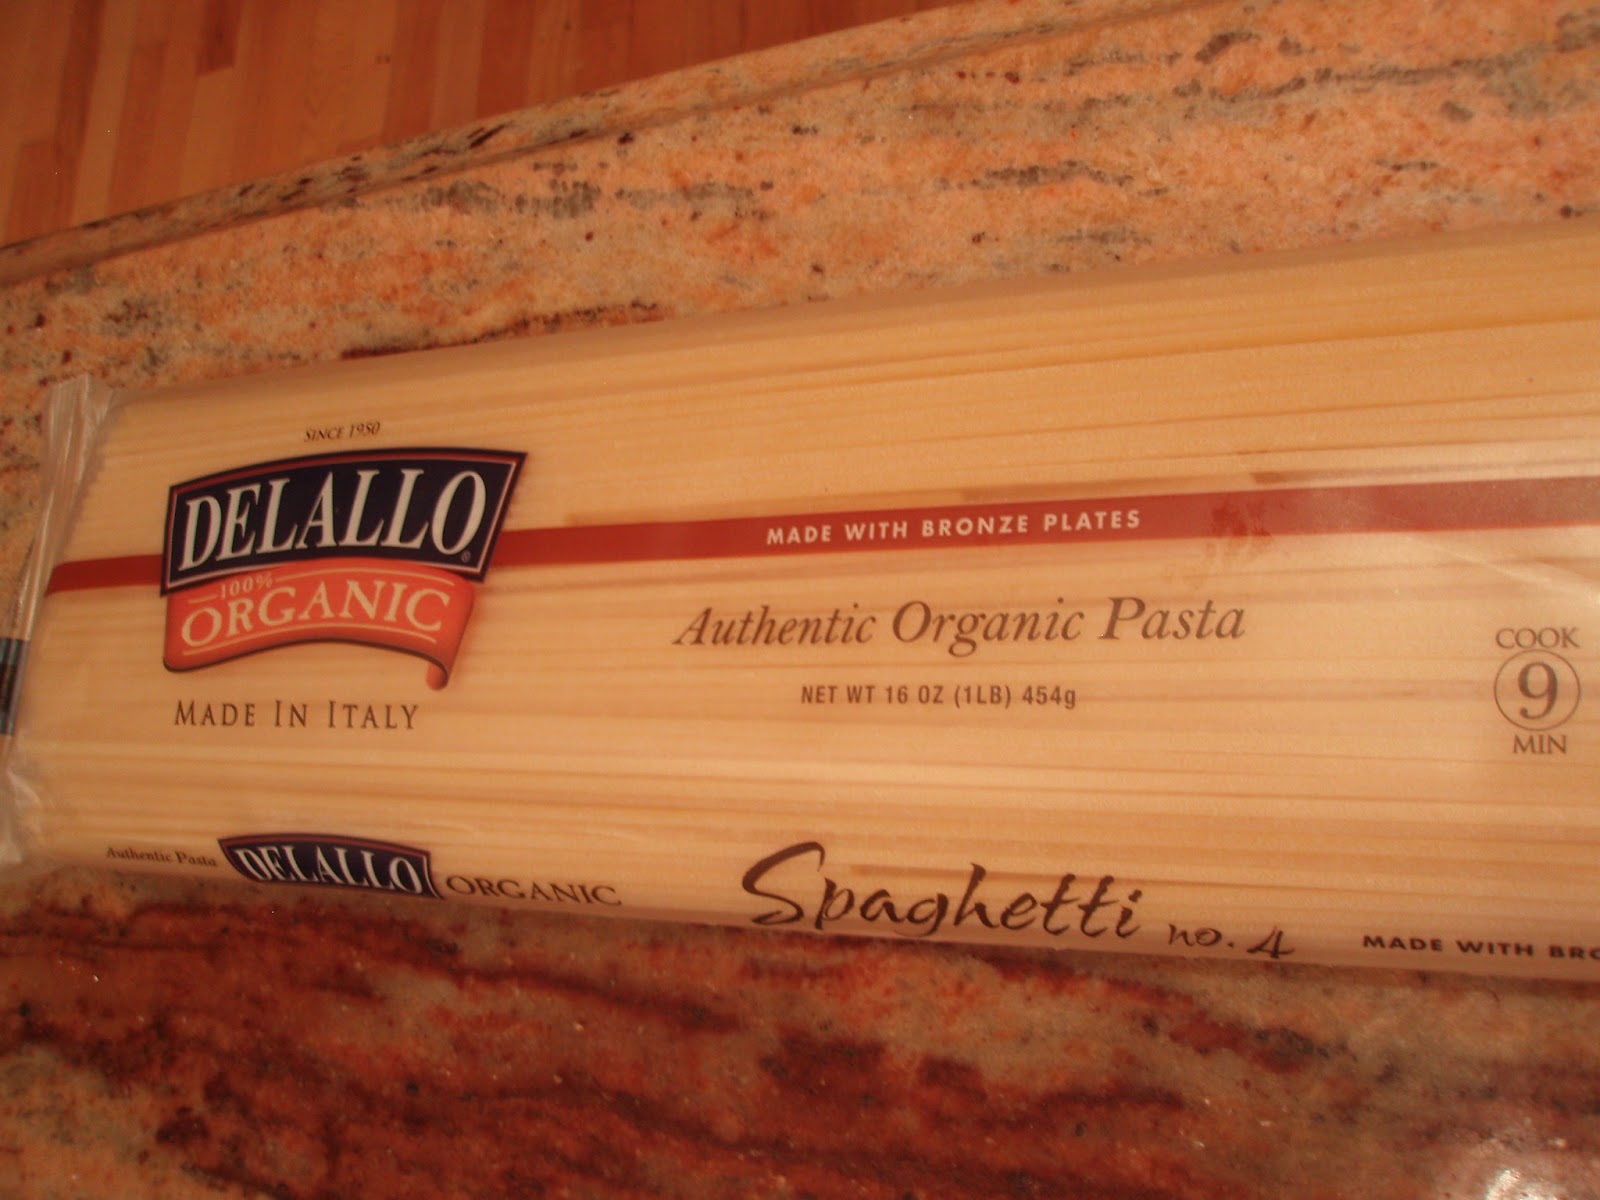 SINCE 1950
DELALLO®
100%
ORGANIC
MADE IN ITALY
MADE WITH BRONZE PLATES
Authentic Organic Pasta
NET WT 16 OZ (1LB) 454g
COOK
9
MIN
Authentic Pasta DELALLO ORGANIC
Spaghetti no. 4
MADE WITH BRO